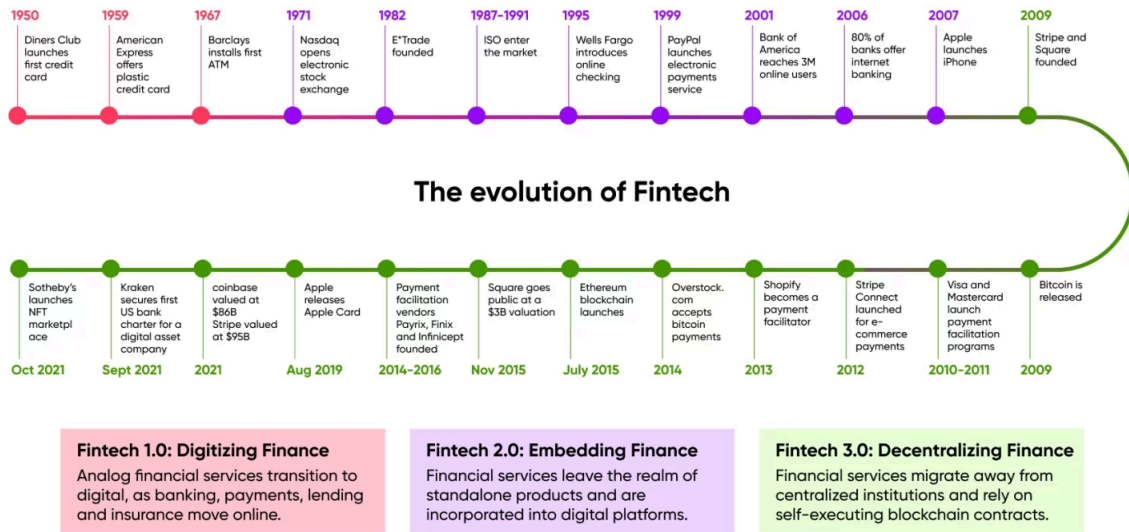 1950
Diners Club
launches
first credit
card
1959
American
Express
offers
plastic
credit card
1967
Barclays
installs first
ATM
1971
Nasdaq
opens
electronic
stock
exchange
1982
E*Trade
founded
1987-1991
ISO enter
the market
1995
Wells Fargo
introduces
online
checking
1999
PayPal
launches
electronic
payments
service
2001
Bank of
America
reaches 3M
online users
2006
80% of
banks offer
internet
banking
2007
Apple
launches
iPhone
2009
Stripe and
Square
founded
The evolution of Fintech
Sotheby's
launches
NFT
marketpl
ace
Oct 2021
Kraken
secures first
US bank
charter for a
digital asset
company
Sept 2021
coinbase
valued at
$86B
Stripe valued
at $95B
2021
Apple
releases
Apple Card
Aug 2019
Payment
facilitation
vendors
Payrix, Finix
and Infinicept
founded
2014-2016
Square goes
public at a
$3B valuation
Nov 2015
Ethereum
blockchain
launches
July 2015
Overstock.
com
accepts
bitcoin
payments
2014
Shopify
becomes a
payment
facilitator
2013
Stripe
Connect
launched
for e-
commerce
payments
2012
Visa and
Mastercard
launch
payment
facilitation
programs
2010-2011
Bitcoin is
released
2009
Fintech 1.0: Digitizing Finance
Analog financial services transition to
digital, as banking, payments, lending
and insurance move online.
Fintech 2.0: Embedding Finance
Financial services leave the realm of
standalone products and are
incorporated into digital platforms.
Fintech 3.0: Decentralizing Finance
Financial services migrate away from
centralized institutions and rely on
self-executing blockchain contracts.